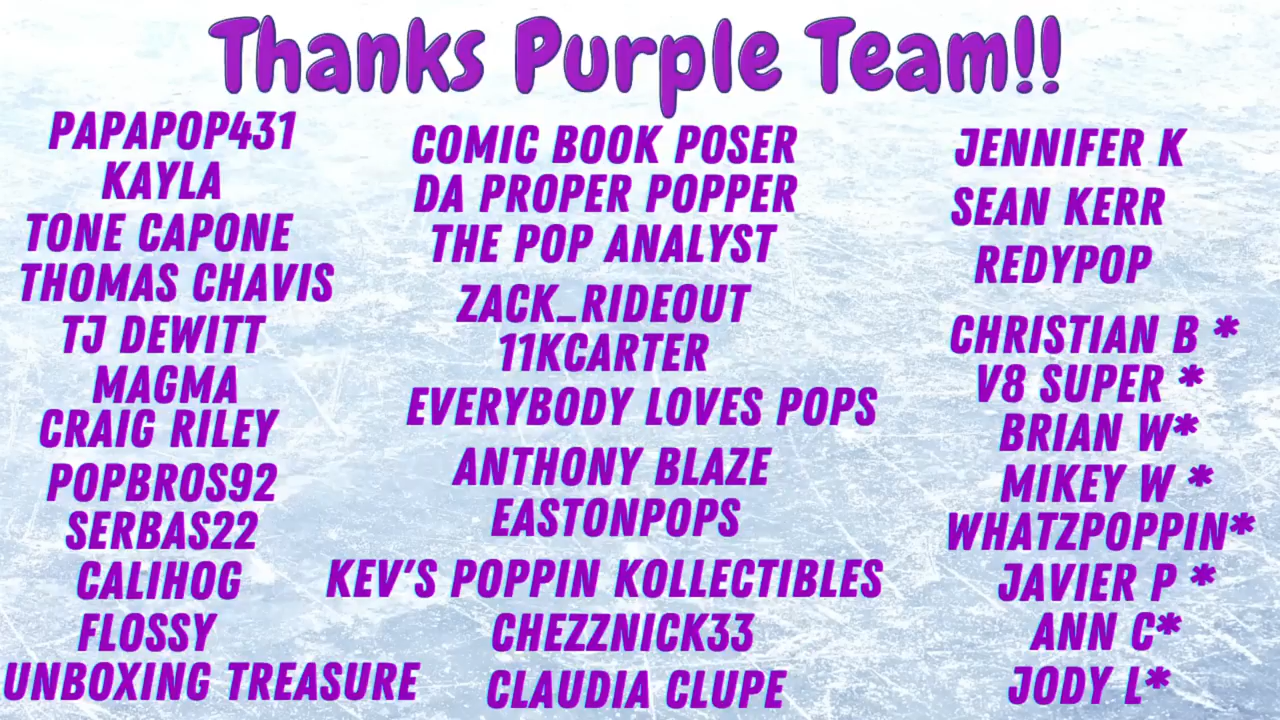 Thanks Purple Team!!
PAPAPOP431
KAYLA
TONE CAPONE
THOMAS CHAVIS
TJ DEWITT
MAGMA
CRAIG RILEY
POPBROS92
SERBAS22
CALIHOG
FLOSSY
UNBOXING TREASURE
COMIC BOOK POSER
DA PROPER POPPER
THE POP ANALYST
ZACK_RIDEOUT
11KCARTER
EVERYBODY LOVES POPS
ANTHONY BLAZE
EASTONPOPS
KEV'S POPPIN KOLLECTIBLES
CHEZZNICK33
CLAUDIA CLUPE
JENNIFER K
SEAN KERR
REDYPOP
CHRISTIAN B *
V8 SUPER *
BRIAN W*
MIKEY W *
WHATZPOPPIN*
JAVIER P *
ANN C*
JODY L*